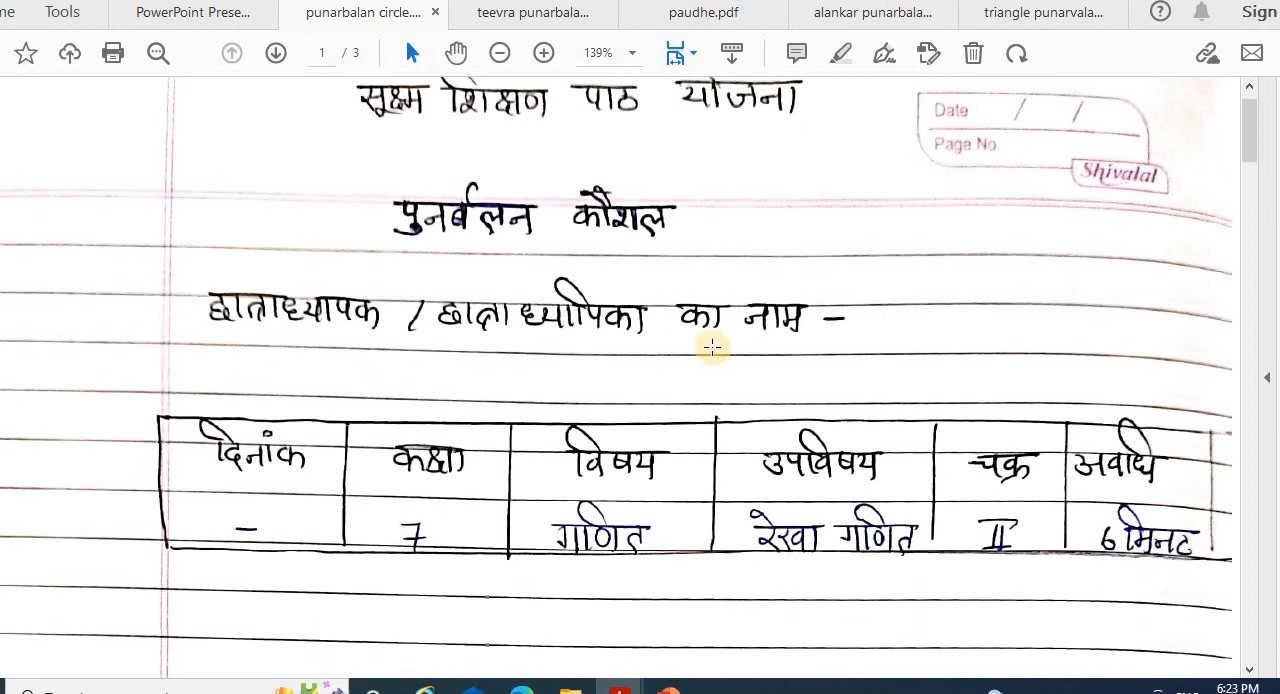 me Tools PowerPoint Prese... punarbalan circle.... × teevra punarbala... paudhe.pdf alankar punarbala... triangle punarvala... ? Sign
1 / 3 139%
सूक्ष्म शिक्षण पाठ योजना
Date / /
Page No
Shivalal
पुनर्बलन कौशल
छात्राध्यापक / छात्राध्यापिका का नाम -
दिनांक कक्षा विषय उपविषय चक्र अवधि
- 7 गणित रेखा गणित II 6 मिनट
6:23 PM